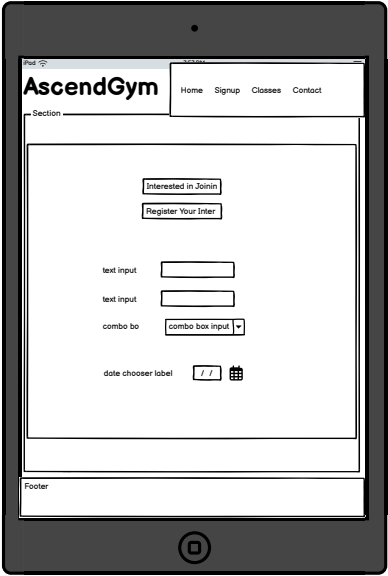 iPad
AscendGym
Home Signup Classes Contact
Section
Interested in Joinin
Register Your Inter
text input
text input
combo bo combo box input
date chooser label / /
Footer